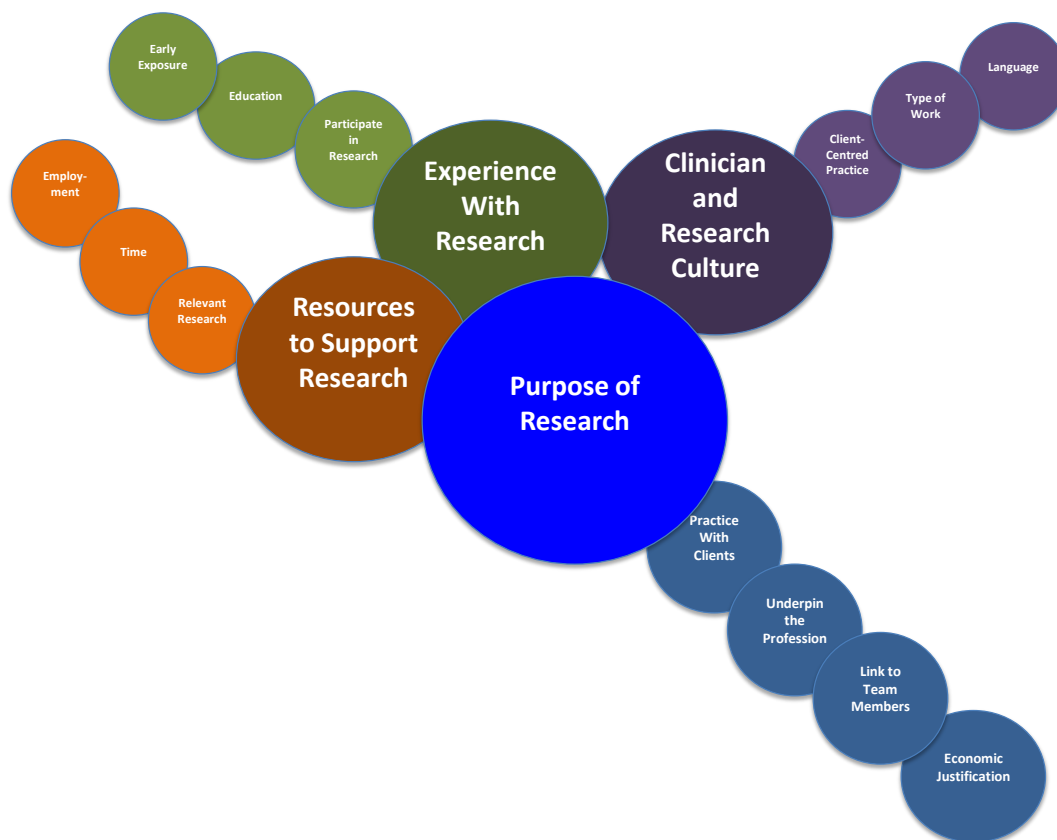 Early
Exposure
Education
Participate
in
Research
Experience
With
Research
Employ-
ment
Time
Relevant
Research
Resources
to Support
Research
Clinician
and
Research
Culture
Client-
Centred
Practice
Type of
Work
Language
Purpose of
Research
Practice
With
Clients
Underpin
the
Profession
Link to
Team
Members
Economic
Justification